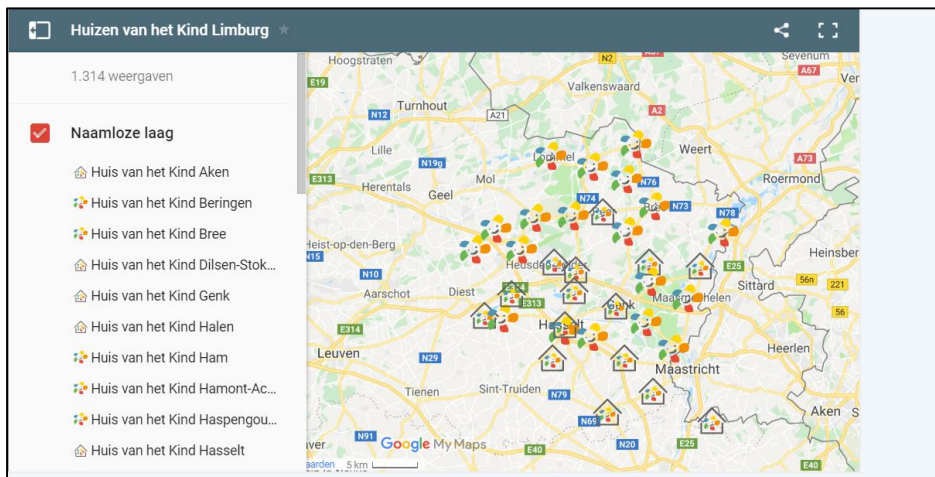 Huizen van het Kind Limburg
1.314 weergaven
Naamloze laag
Huis van het Kind Aken
Huis van het Kind Beringen
Huis van het Kind Bree
Huis van het Kind Dilsen-Stok...
Huis van het Kind Genk
Huis van het Kind Halen
Huis van het Kind Ham
Huis van het Kind Hamont-Ac...
Huis van het Kind Haspengou...
Huis van het Kind Hasselt
Hoogstraten
N2
A67
Sevenum
E19
Valkenswaard
A67
Turnhout
A2
N12
A21
Lille
Weert
N19g
A73
E313
Mol
Roermond
Herentals
Geel
N76
N74
N73
N78
Heist-op-den-Berg
N15
Heinsber
N10
E25
Sittard
56n
221
Aarschot
Diest
Maasmechelen
E313
56
E314
Leuven
N29
Heerlen
Maastricht
Tienen
Sint-Truiden
N79
Aken
N69
N91
Google My Maps
E40
N20
E25
E40
5 km